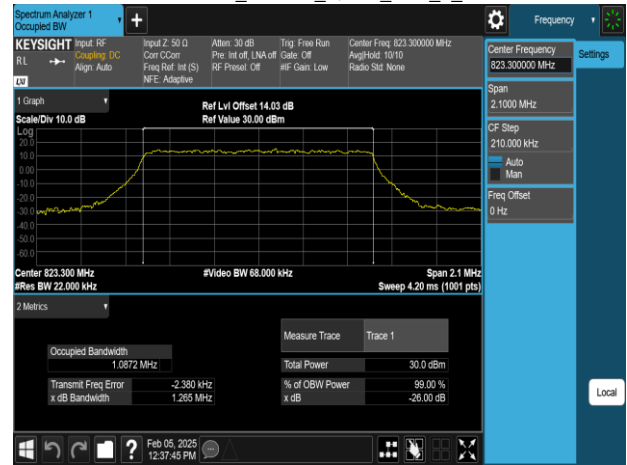 Spectrum Analyzer 1
Occupied BW
+
Frequency
KEYSIGHT
RL
LXI
Input: RF
Coupling: DC
Align: Auto
Input Z: 50 Ω
Corr CCorr
Freq Ref: Int (S)
NFE: Adaptive
Atten: 30 dB
Pre: Int off, LNA off
RF Presel: Off
Trig: Free Run
Gate: Off
#IF Gain: Low
Center Freq: 823.300000 MHz
Avg|Hold: 10/10
Radio Std: None
Center Frequency
823.300000 MHz
Settings
Span
2.1000 MHz
CF Step
210.000 kHz
Auto
Man
Freq Offset
0 Hz
Local
1 Graph
Scale/Div 10.0 dB
Ref Lvl Offset 14.03 dB
Ref Value 30.00 dBm
Log
20.0
10.0
0.00
-10.0
-20.0
-30.0
-40.0
-50.0
-60.0
Center 823.300 MHz
#Video BW 68.000 kHz
Span 2.1 MHz
#Res BW 22.000 kHz
Sweep 4.20 ms (1001 pts)
2 Metrics
Measure Trace Trace 1
Occupied Bandwidth
1.0872 MHz
Total Power 30.0 dBm
Transmit Freq Error -2.380 kHz
% of OBW Power 99.00 %
x dB Bandwidth 1.265 MHz
x dB -26.00 dB
?
Feb 05, 2025
12:37:45 PM